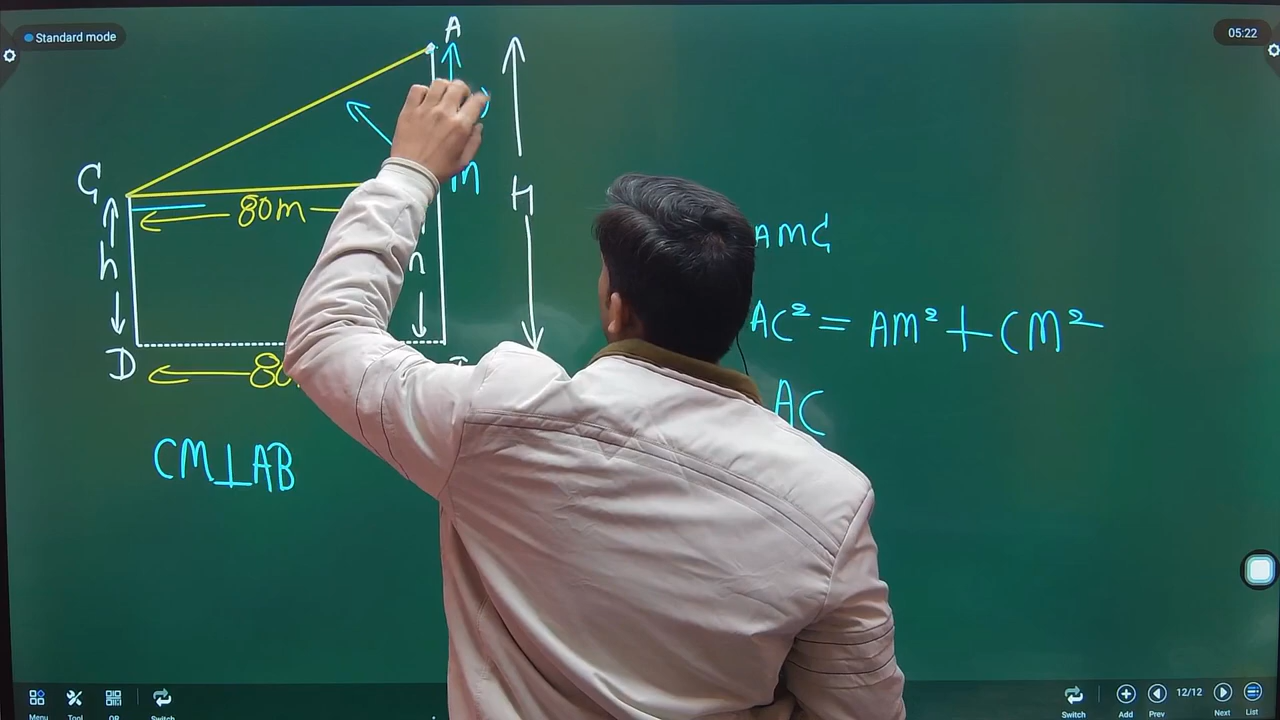 Standard mode
05:22
A
C
m
80m
H
h
h
AMC
AC² = AM² + CM²
D
AC
CM⊥AB
Menu
Tool
QR
Switch
Switch
Add
Prev
12/12
Next
List